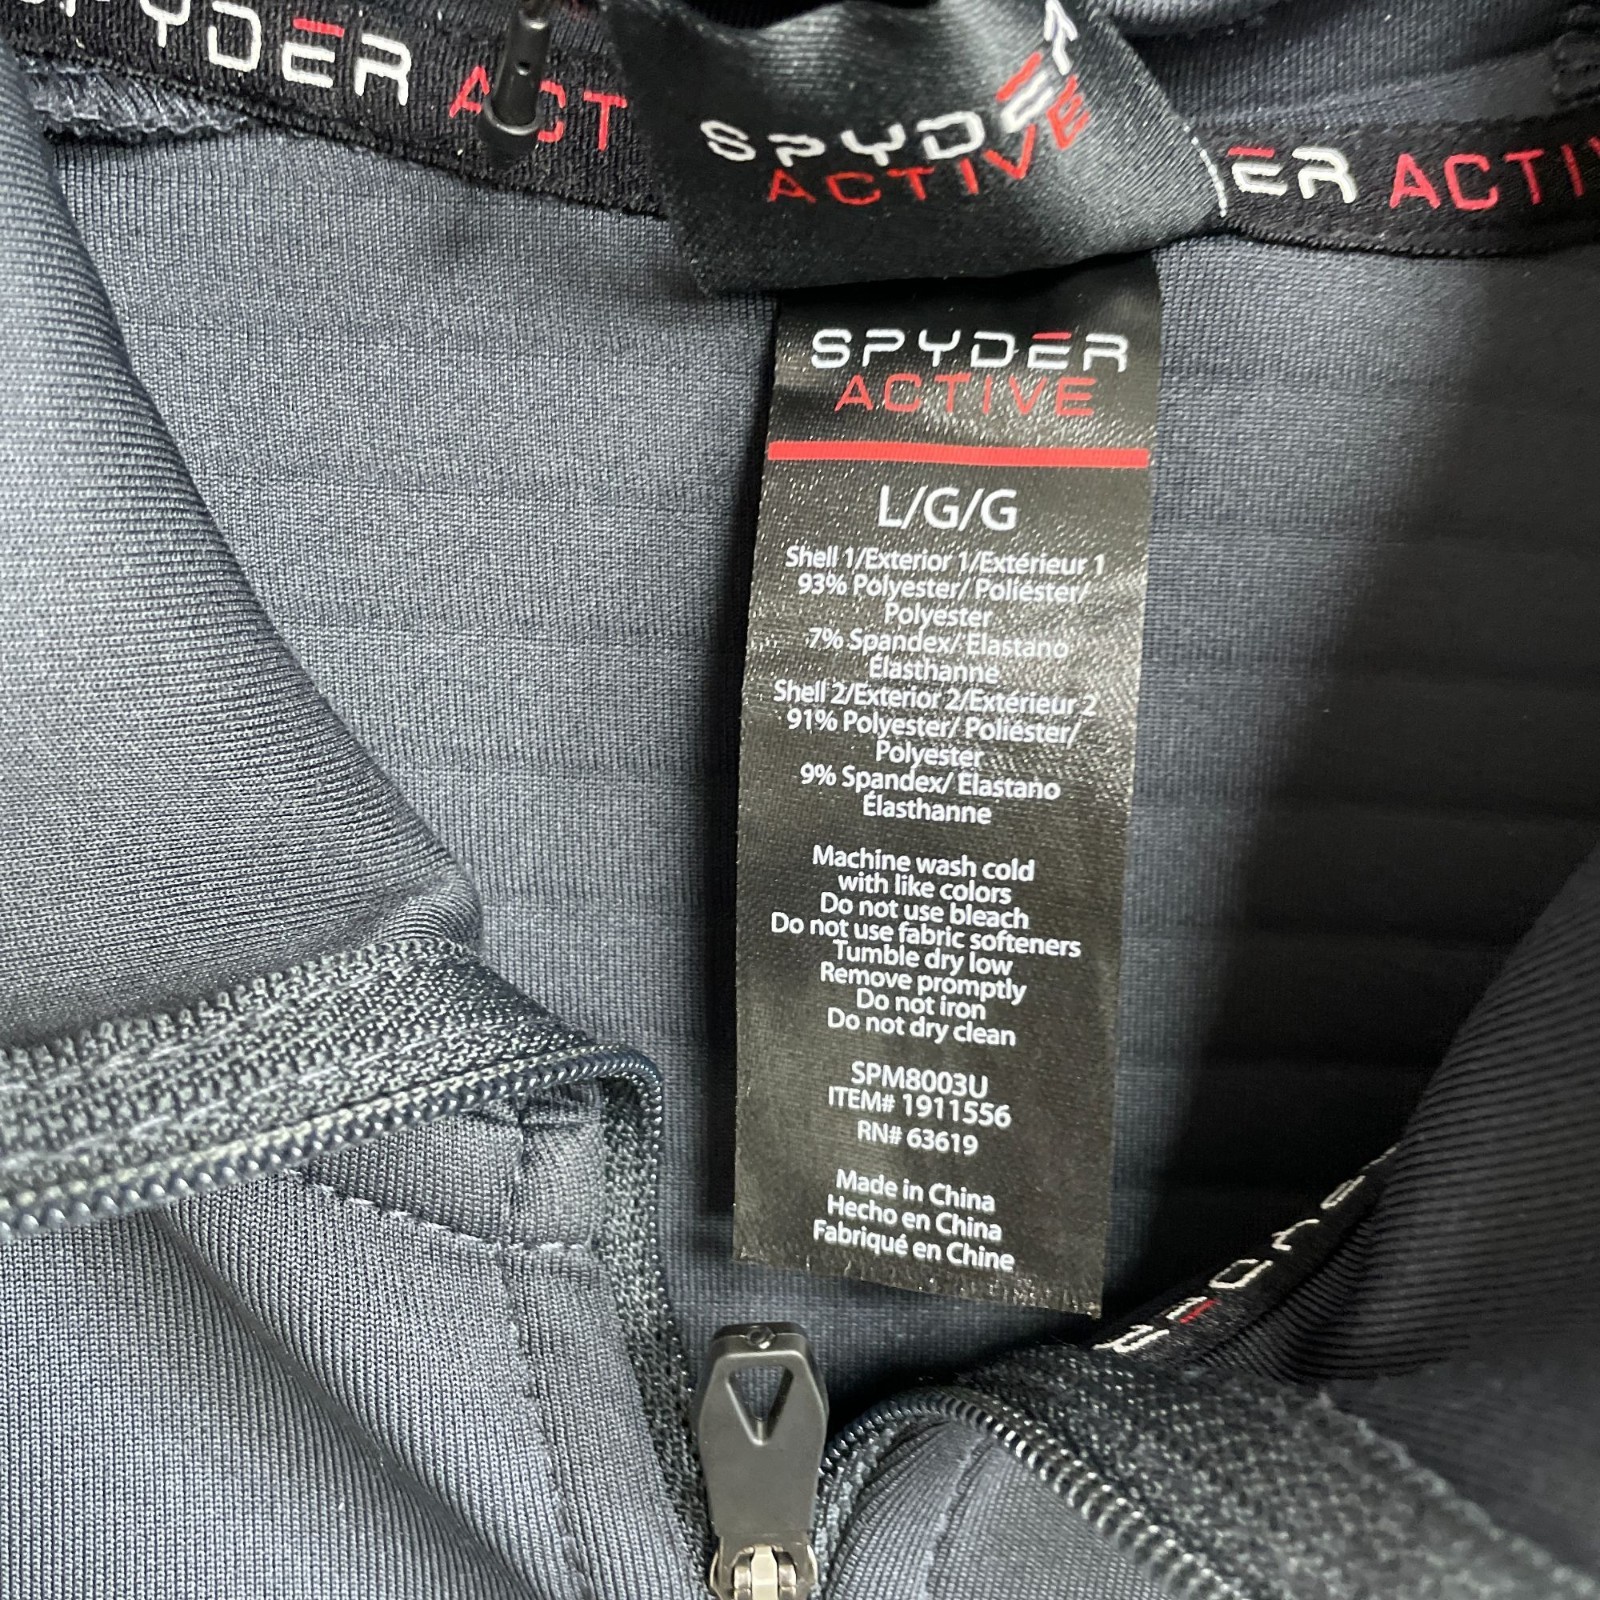 SPYDER ACT
SPYDER
ACTIVE
ER ACTI
SPYDER
ACTIVE
L/G/G
Shell 1/Exterior 1/Extérieur 1
93% Polyester/ Poliéster/
Polyester
7% Spandex/ Elastano
Élasthanne
Shell 2/Exterior 2/Extérieur 2
91% Polyester/ Poliéster/
Polyester
9% Spandex/ Elastano
Élasthanne
Machine wash cold
with like colors
Do not use bleach
Do not use fabric softeners
Tumble dry low
Remove promptly
Do not iron
Do not dry clean
SPM8003U
ITEM# 1911556
RN# 63619
Made in China
Hecho en China
Fabriqué en Chine
SPYDER